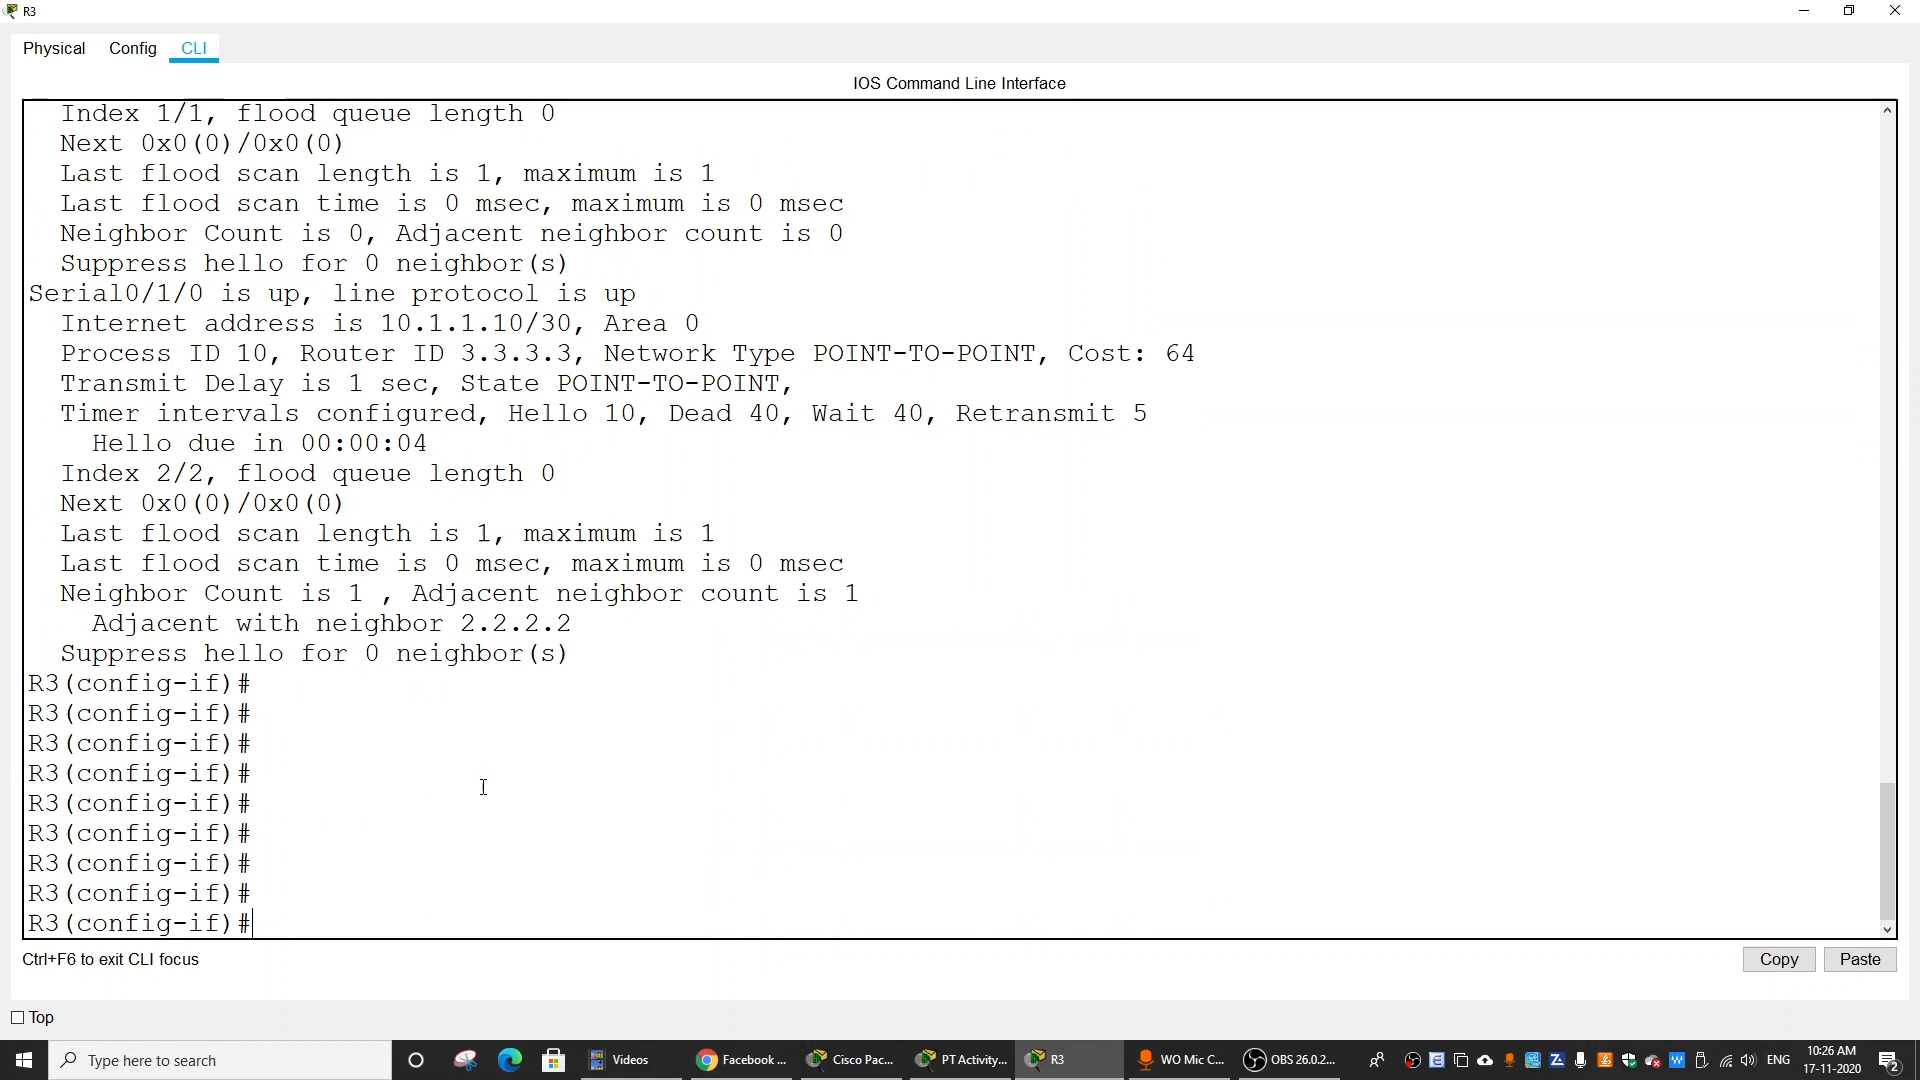 R3
Physical Config CLI
IOS Command Line Interface
Index 1/1, flood queue length 0
Next 0x0(0)/0x0(0)
Last flood scan length is 1, maximum is 1
Last flood scan time is 0 msec, maximum is 0 msec
Neighbor Count is 0, Adjacent neighbor count is 0
Suppress hello for 0 neighbor(s)
Serial0/1/0 is up, line protocol is up
Internet address is 10.1.1.10/30, Area 0
Process ID 10, Router ID 3.3.3.3, Network Type POINT-TO-POINT, Cost: 64
Transmit Delay is 1 sec, State POINT-TO-POINT,
Timer intervals configured, Hello 10, Dead 40, Wait 40, Retransmit 5
Hello due in 00:00:04
Index 2/2, flood queue length 0
Next 0x0(0)/0x0(0)
Last flood scan length is 1, maximum is 1
Last flood scan time is 0 msec, maximum is 0 msec
Neighbor Count is 1 , Adjacent neighbor count is 1
Adjacent with neighbor 2.2.2.2
Suppress hello for 0 neighbor(s)
R3(config-if)#
R3(config-if)#
R3(config-if)#
R3(config-if)#
R3(config-if)#
R3(config-if)#
R3(config-if)#
R3(config-if)#
R3(config-if)#
Ctrl+F6 to exit CLI focus
Copy Paste
Top
Type here to search Videos Facebook ... Cisco Pac... PT Activity... R3 WO Mic C... OBS 26.0.2... ENG 10:26 AM
17-11-2020 2